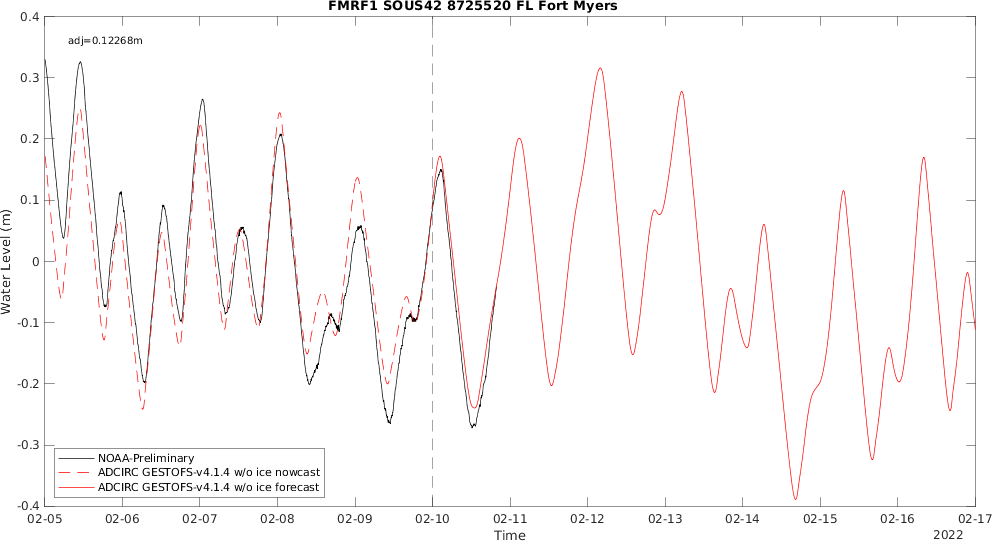 FMRF1 SOUS42 8725520 FL Fort Myers
adj=0.12268m
0.4
0.3
0.2
0.1
0
-0.1
-0.2
-0.3
-0.4
Water Level (m)
NOAA-Preliminary
ADCIRC GESTOFS-v4.1.4 w/o ice nowcast
ADCIRC GESTOFS-v4.1.4 w/o ice forecast
02-05 02-06 02-07 02-08 02-09 02-10 02-11 02-12 02-13 02-14 02-15 02-16 02-17
Time
2022